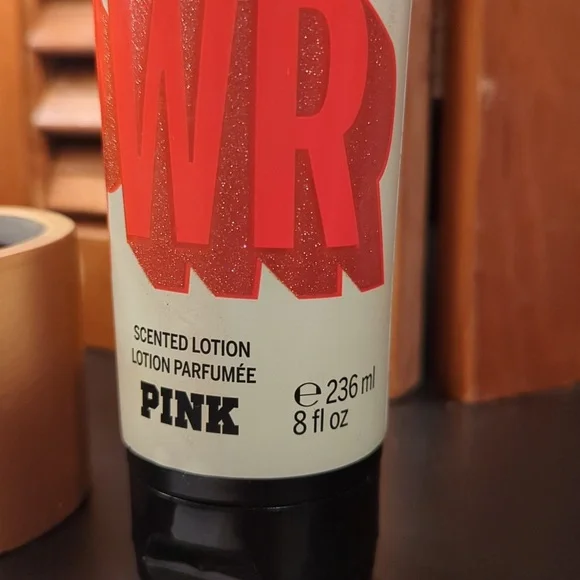 WR
SCENTED LOTION
LOTION PARFUMÉE
PINK
e 236 ml
8 fl oz